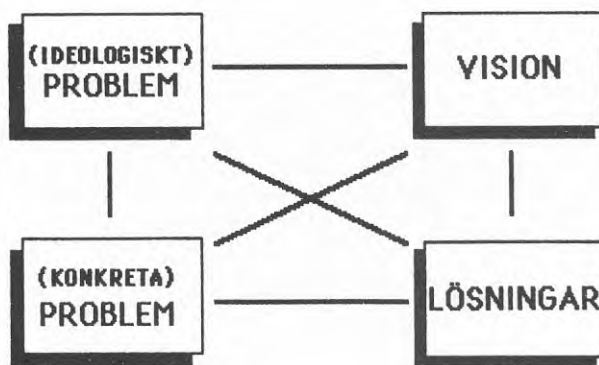 (IDEOLOGISKT)
PROBLEM
VISION
(KONKRETA)
PROBLEM
LÖSNINGAR